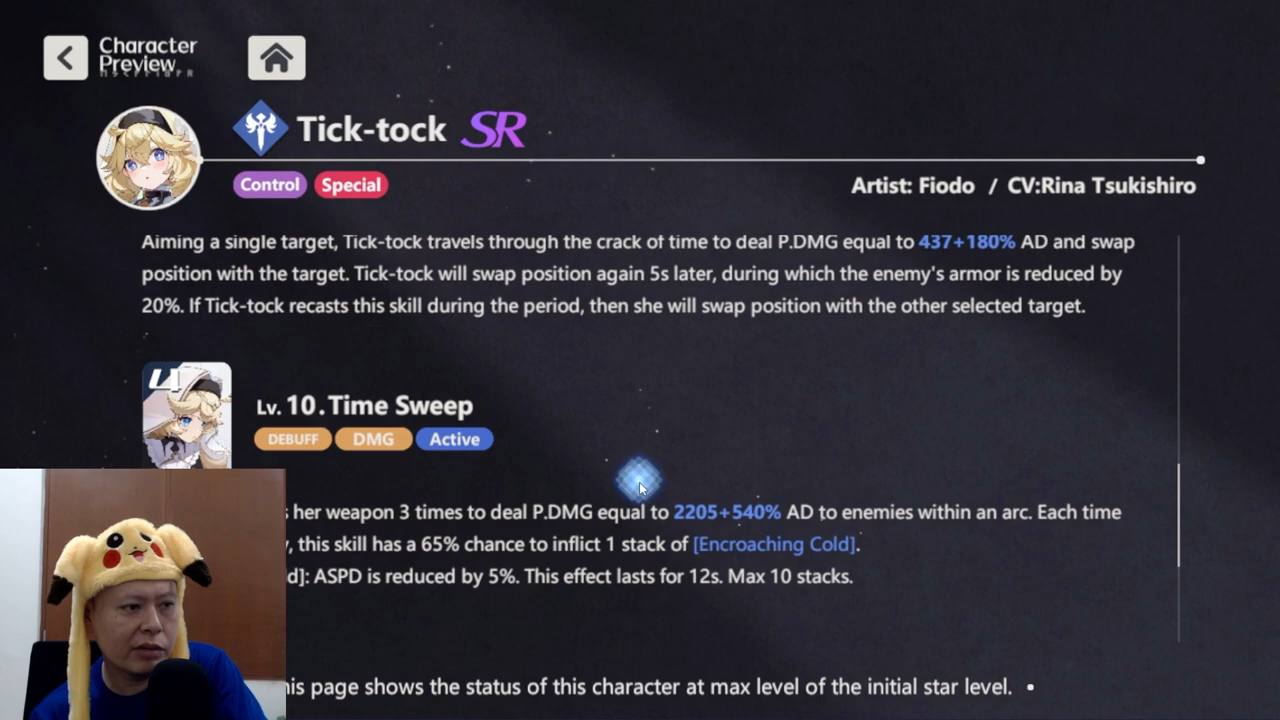 Character
Preview
Tick-tock SR
Control Special
Artist: Fiodo / CV:Rina Tsukishiro
Aiming a single target, Tick-tock travels through the crack of time to deal P.DMG equal to 437+180% AD and swap
position with the target. Tick-tock will swap position again 5s later, during which the enemy's armor is reduced by
20%. If Tick-tock recasts this skill during the period, then she will swap position with the other selected target.
Lv. 10.Time Sweep
DEBUFF DMG Active
her weapon 3 times to deal P.DMG equal to 2205+540% AD to enemies within an arc. Each time
, this skill has a 65% chance to inflict 1 stack of [Encroaching Cold].
]: ASPD is reduced by 5%. This effect lasts for 12s. Max 10 stacks.
page shows the status of this character at max level of the initial star level.